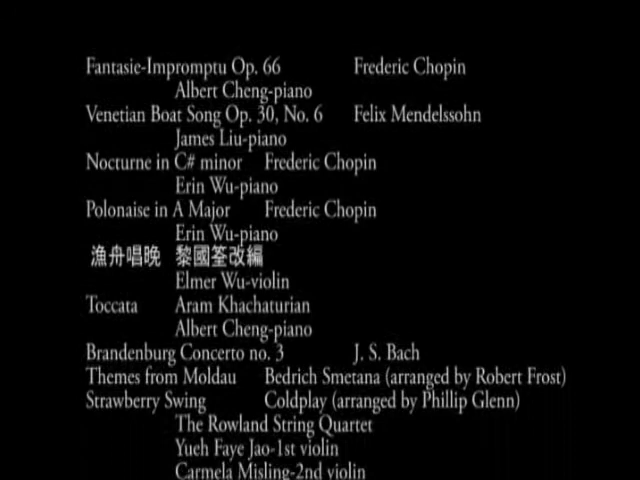 Fantasie-Impromptu Op. 66 Frederic Chopin
Albert Cheng-piano
Venetian Boat Song Op. 30, No. 6 Felix Mendelssohn
James Liu-piano
Nocturne in C# minor Frederic Chopin
Erin Wu-piano
Polonaise in A Major Frederic Chopin
Erin Wu-piano
漁舟唱晚 黎國荃改編
Elmer Wu-violin
Toccata Aram Khachaturian
Albert Cheng-piano
Brandenburg Concerto no. 3 J. S. Bach
Themes from Moldau Bedrich Smetana (arranged by Robert Frost)
Strawberry Swing Coldplay (arranged by Phillip Glenn)
The Rowland String Quartet
Yueh Faye Jao-1st violin
Carmela Misling-2nd violin